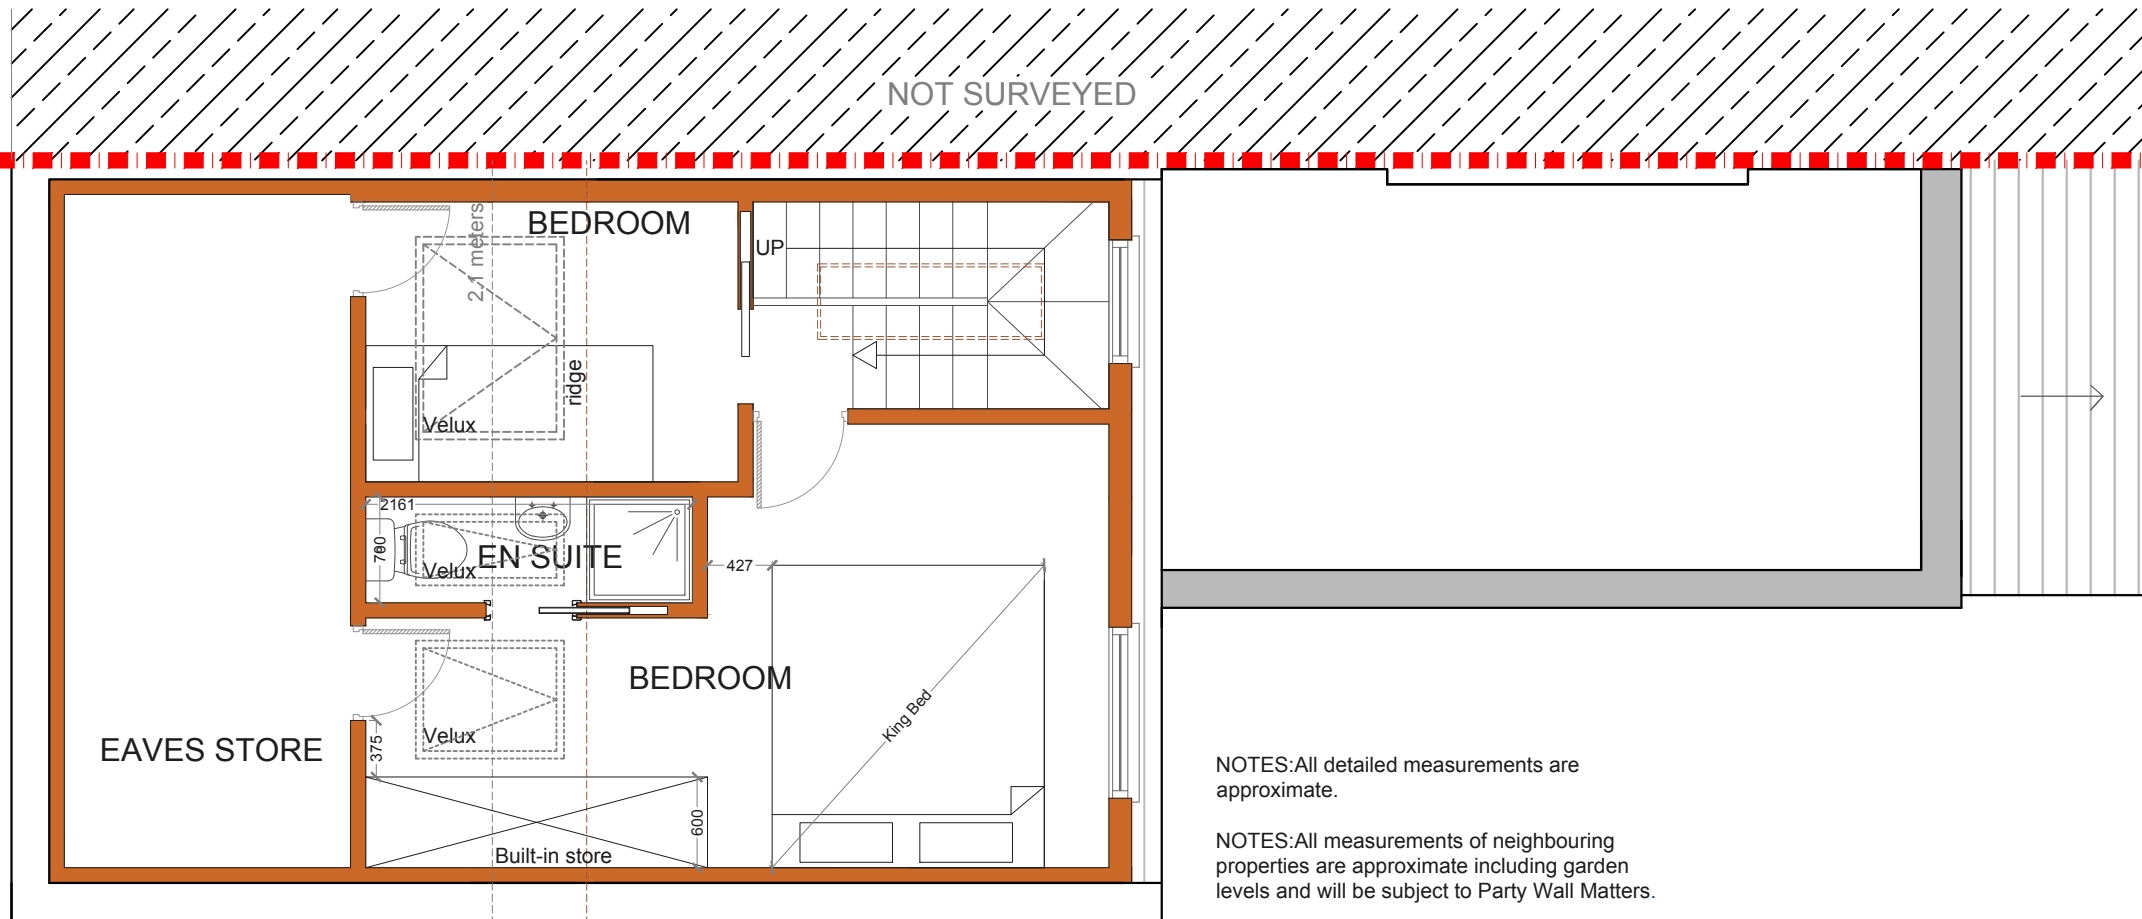 NOT SURVEYED
BEDROOM
2.1 meters
UP
ridge
Velux
2161
700
EN SUITE
Velux
427
BEDROOM
King Bed
Velux
375
EAVES STORE
600
Built-in store
NOTES:All detailed measurements are
approximate.
NOTES:All measurements of neighbouring
properties are approximate including garden
levels and will be subject to Party Wall Matters.